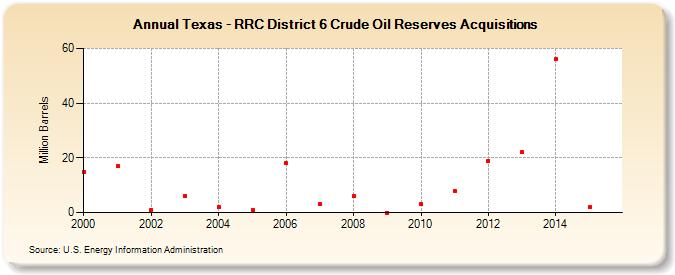 Annual Texas - RRC District 6 Crude Oil Reserves Acquisitions
Million Barrels
60
40
20
0
2000 2002 2004 2006 2008 2010 2012 2014
Source: U.S. Energy Information Administration